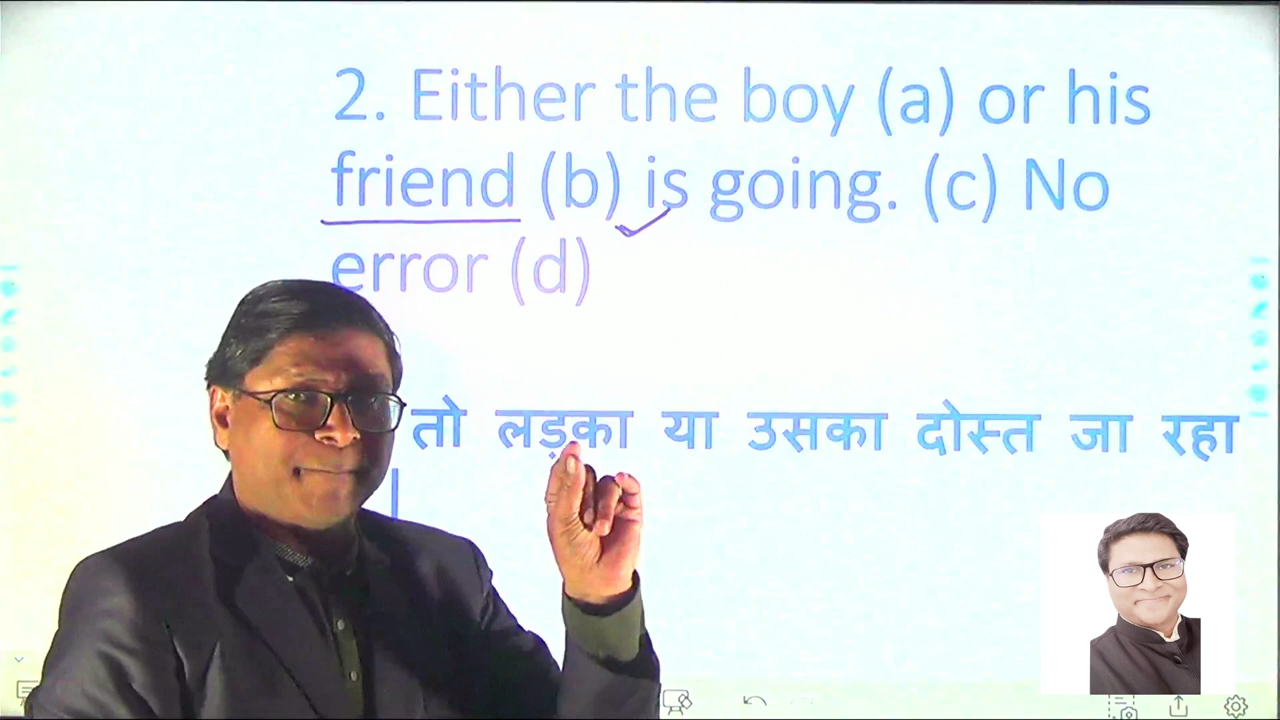 2. Either the boy (a) or his
friend (b) is going. (c) No
error (d)
तो लड़का या उसका दोस्त जा रहा